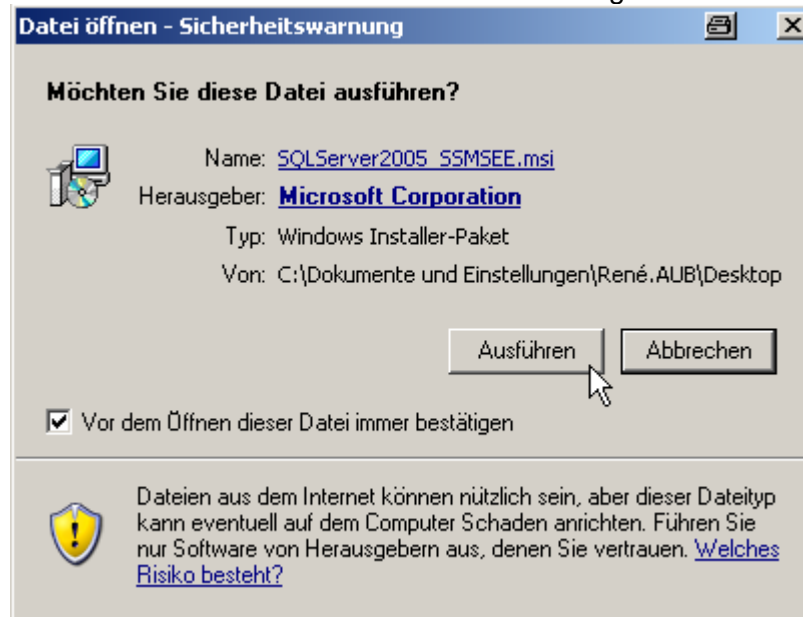 Datei öffnen - Sicherheitswarnung
Möchten Sie diese Datei ausführen?
Name: SQLServer2005_SSMSEE.msi
Herausgeber: Microsoft Corporation
Typ: Windows Installer-Paket
Von: C:\Dokumente und Einstellungen\René.AUB\Desktop
Ausführen Abbrechen
Vor dem Öffnen dieser Datei immer bestätigen
Dateien aus dem Internet können nützlich sein, aber dieser Dateityp
kann eventuell auf dem Computer Schaden anrichten. Führen Sie
nur Software von Herausgebern aus, denen Sie vertrauen. Welches
Risiko besteht?